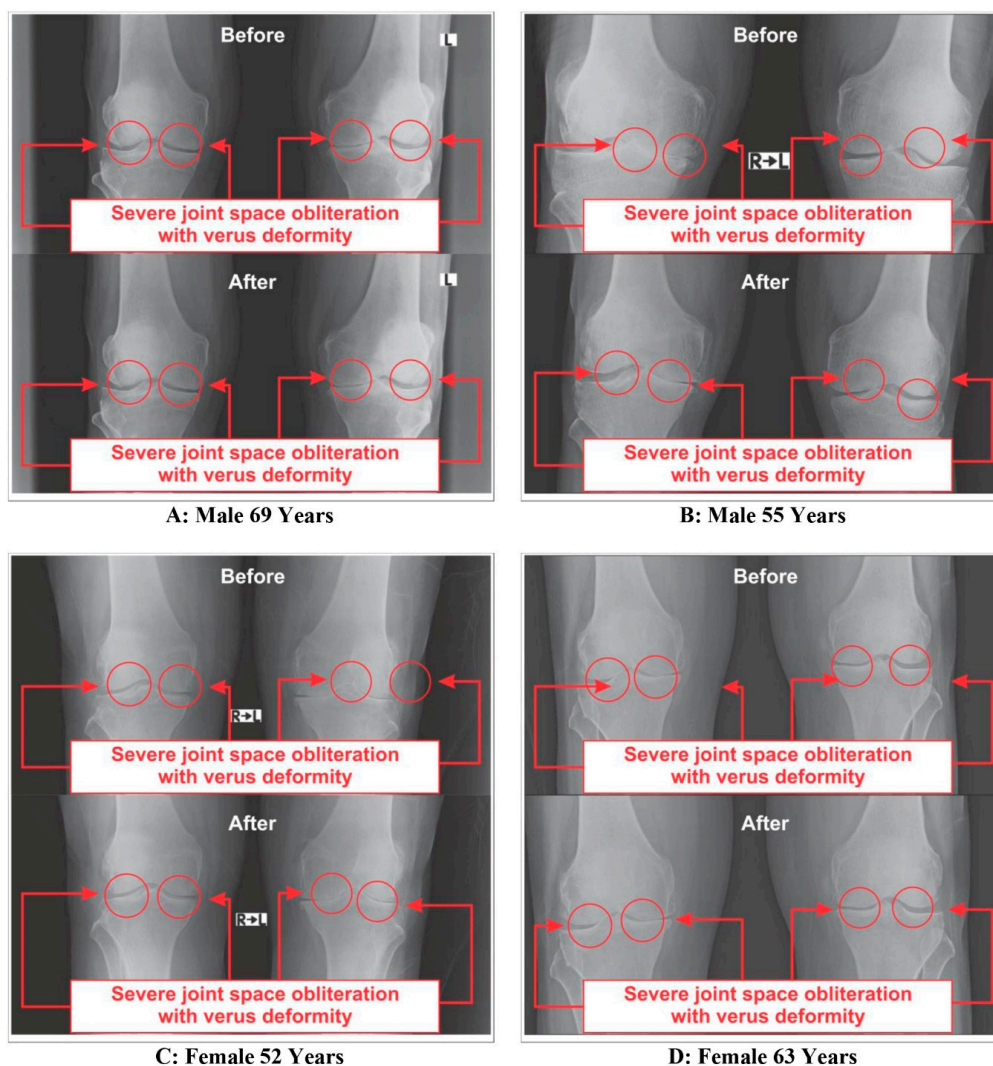 Before
L
Severe joint space obliteration
with verus deformity
After
L
Severe joint space obliteration
with verus deformity
A: Male 69 Years
Before
R→L
Severe joint space obliteration
with verus deformity
After
Severe joint space obliteration
with verus deformity
B: Male 55 Years
Before
R→L
Severe joint space obliteration
with verus deformity
After
R→L
Severe joint space obliteration
with verus deformity
C: Female 52 Years
Before
Severe joint space obliteration
with verus deformity
After
Severe joint space obliteration
with verus deformity
D: Female 63 Years